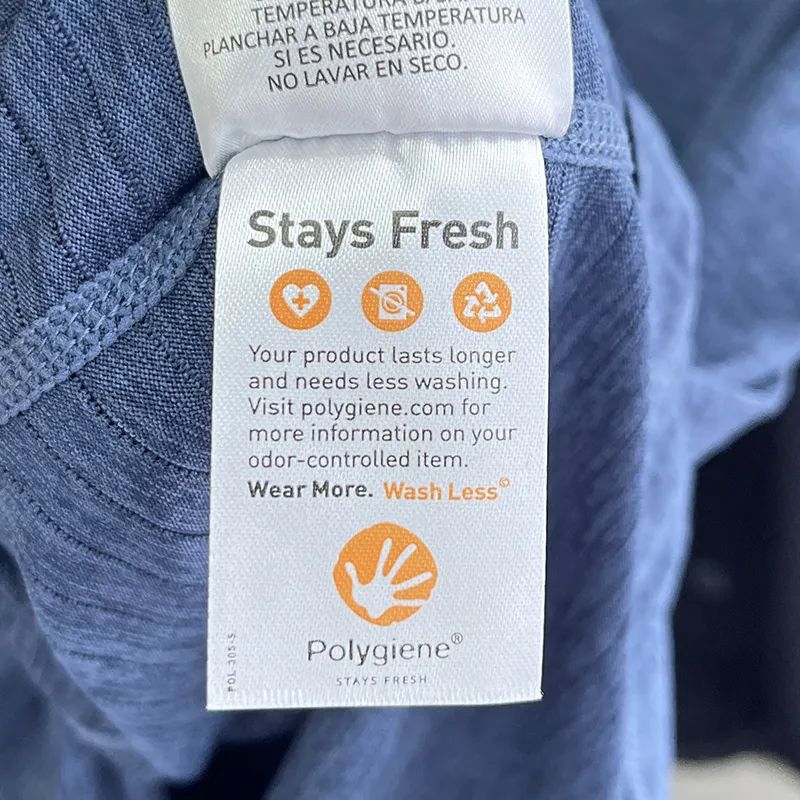 TEMPERATURA
PLANCHAR A BAJA TEMPERATURA
SI ES NECESARIO.
NO LAVAR EN SECO.
Stays Fresh
Your product lasts longer
and needs less washing.
Visit polygiene.com for
more information on your
odor-controlled item.
Wear More. Wash Less©
Polygiene®
STAYS FRESH
POL 305-S